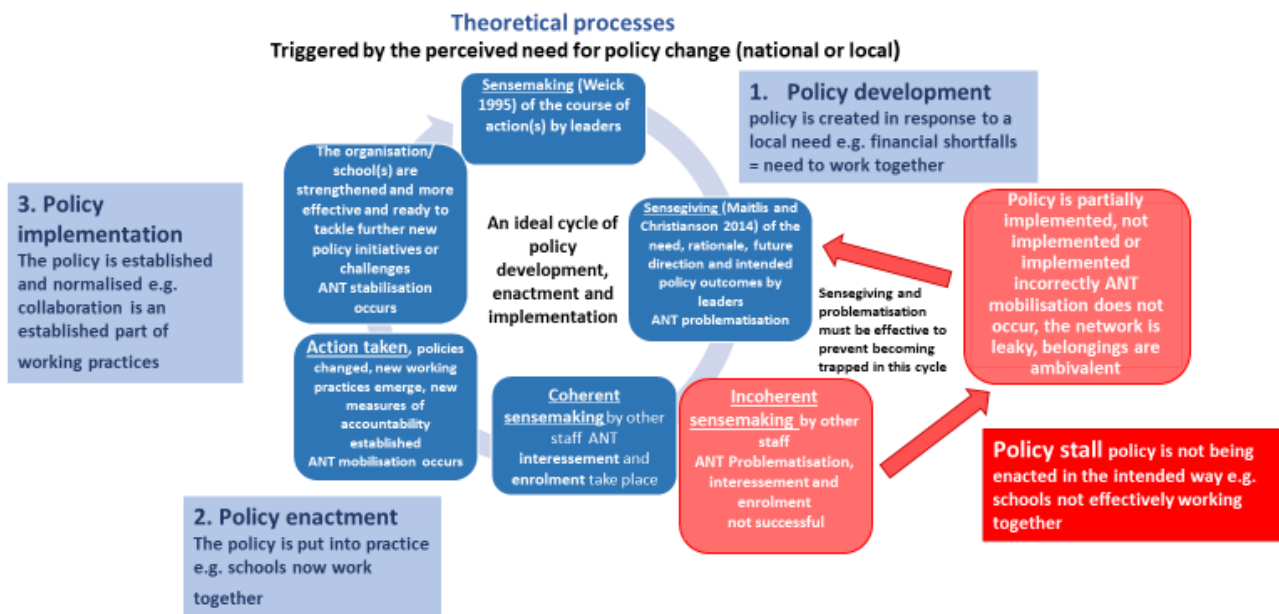 Theoretical processes
Triggered by the perceived need for policy change (national or local)
Sensemaking (Weick
1995) of the course of
action(s) by leaders
1. Policy development
policy is created in response to a
local need e.g. financial shortfalls
= need to work together
The organisation/
school(s) are
strengthened and more
effective and ready to
tackle further new
policy initiatives or
challenges
ANT stabilisation
occurs
3. Policy
implementation
The policy is established
and normalised e.g.
collaboration is an
established part of
working practices
An ideal cycle of
policy
development,
enactment and
implementation
Sensegiving (Maitlis and
Christianson 2014) of the
need, rationale, future
direction and intended
policy outcomes by
leaders
ANT problematisation
Policy is partially
implemented, not
implemented or
implemented
incorrectly ANT
mobilisation does not
occur, the network is
leaky, belongings are
ambivalent
Sensegiving and
problematisation
must be effective to
prevent becoming
trapped in this cycle
Action taken, policies
changed, new working
practices emerge, new
measures of
accountability
established
ANT mobilisation occurs
Coherent
sensemaking by other
staff ANT
interessement and
enrolment take place
Incoherent
sensemaking by other
staff
ANT Problematisation,
interessement and
enrolment
not successful
Policy stall policy is not being
enacted in the intended way e.g.
schools not effectively working
together
2. Policy enactment
The policy is put into practice
e.g. schools now work
together